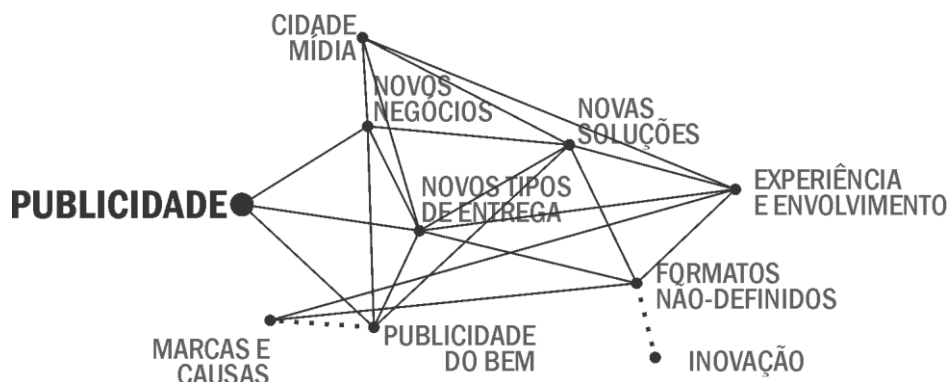 CIDADE
MÍDIA
NOVOS
NEGÓCIOS
NOVAS
SOLUÇÕES
PUBLICIDADE
NOVOS TIPOS
DE ENTREGA
EXPERIÊNCIA
E ENVOLVIMENTO
FORMATOS
NÃO-DEFINIDOS
MARCAS E
CAUSAS
PUBLICIDADE
DO BEM
INOVAÇÃO